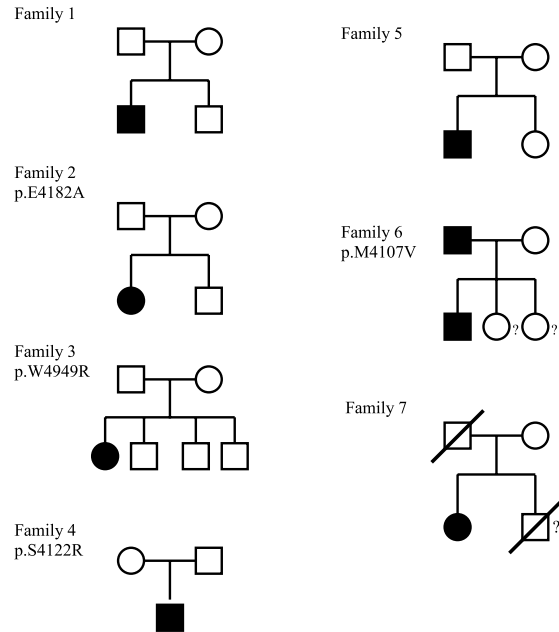 Family 1
Family 2
p.E4182A
Family 3
p.W4949R
Family 4
p.S4122R
Family 5
Family 6
p.M4107V
? ?
Family 7
?